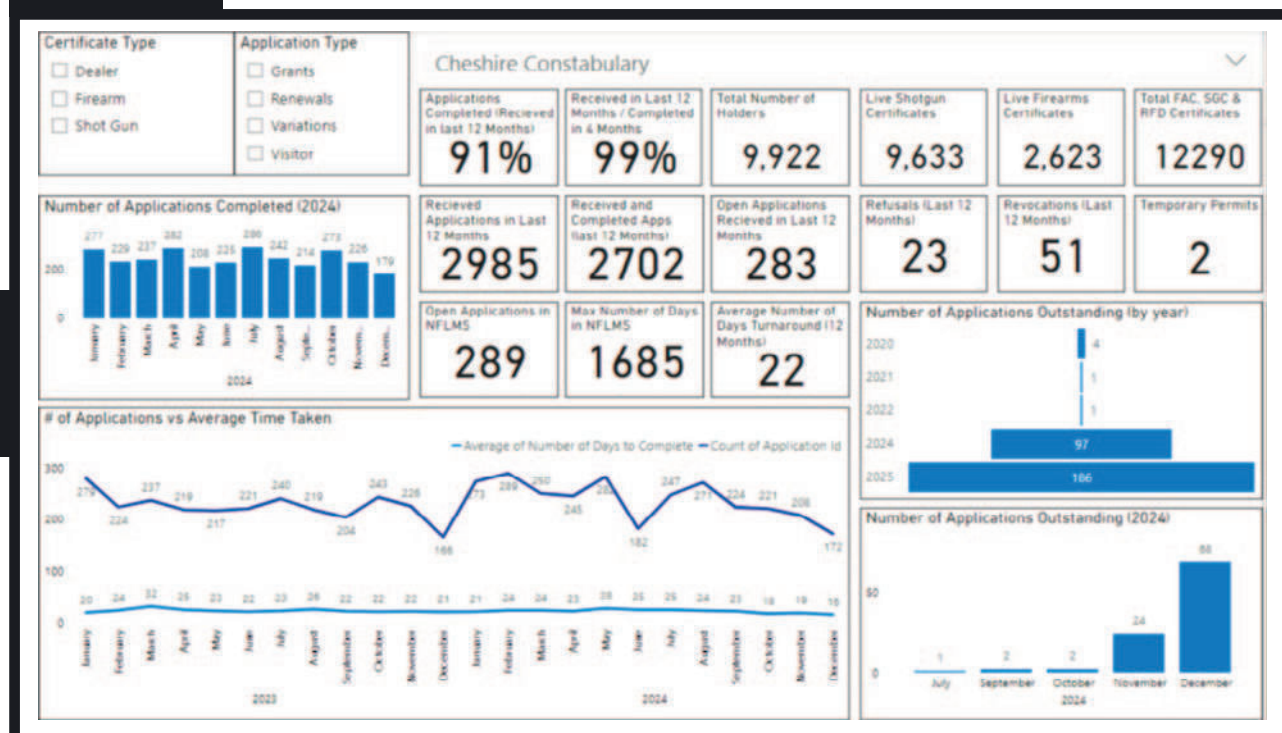 Certificate Type
Dealer
Firearm
Shot Gun
Application Type
Grants
Renewals
Variations
Visitor
Cheshire Constabulary
Applications
Completed (Recieved
in last 12 Months)
91%
Received in Last 12
Months / Completed
in 4 Months
99%
Total Number of
Holders
9,922
Live Shotgun
Certificates
9,633
Live Firearms
Certificates
2,623
Total FAC, SGC &
RFD Certificates
12290
Number of Applications Completed (2024)
277 229 237 282 208 225 286 242 214 273 226 179
200
0
January February March April May June July August Septe... October Novem... Decem...
2024
Recieved
Applications in Last
12 Months
2985
Received and
Completed Apps
(last 12 Months)
2702
Open Applications
Recieved in Last 12
Months
283
Refusals (Last 12
Months)
23
Revocations (Last
12 Months)
51
Temporary Permits
2
Open Applications in
NFLMS
289
Max Number of Days
in NFLMS
1685
Average Number of
Days Turnaround (12
Months)
22
Number of Applications Outstanding (by year)
2020 4
2021 1
2022 1
2024 97
2025 186
# of Applications vs Average Time Taken
Average of Number of Days to Complete Count of Application Id
300
200
100
0
279 224 237 219 217 221 240 219 204 243 226 166 273 289 250 245 282 182 247 271 224 221 208 172
20 24 32 25 23 22 23 26 22 22 22 21 21 24 24 23 28 25 25 24 23 18 19 16
January February March April May June July August September October November December January February March April May June July August September October November December
2023 2024
Number of Applications Outstanding (2024)
50
0
1 2 2 24 68
July September October November December
2024